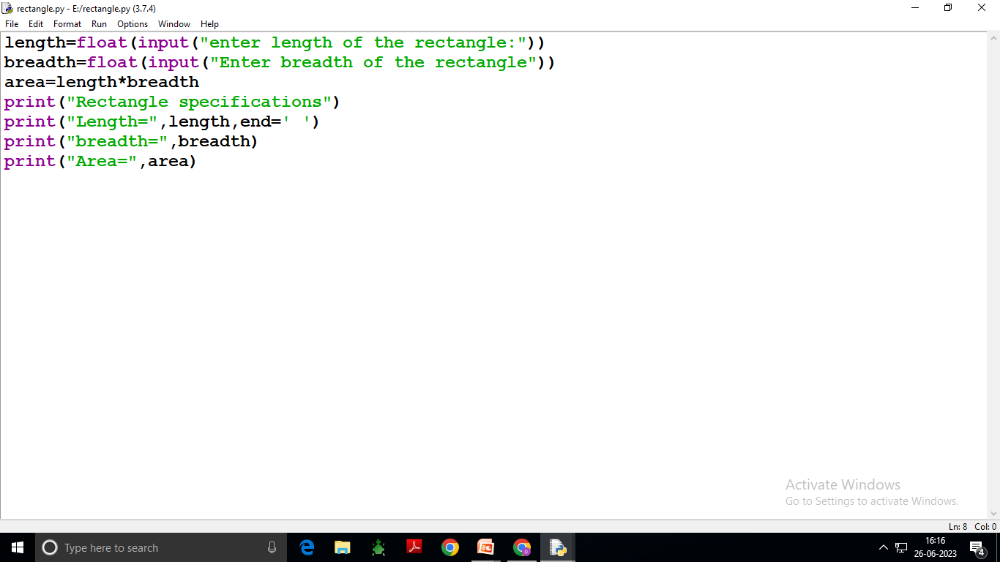 rectangle.py - E:/rectangle.py (3.7.4)
File Edit Format Run Options Window Help
length=float(input("enter length of the rectangle:"))
breadth=float(input("Enter breadth of the rectangle"))
area=length*breadth
print("Rectangle specifications")
print("Length=",length,end=' ')
print("breadth=",breadth)
print("Area=",area)
Activate Windows
Go to Settings to activate Windows.
Ln: 8 Col: 0
Type here to search
16:16
26-06-2023
4